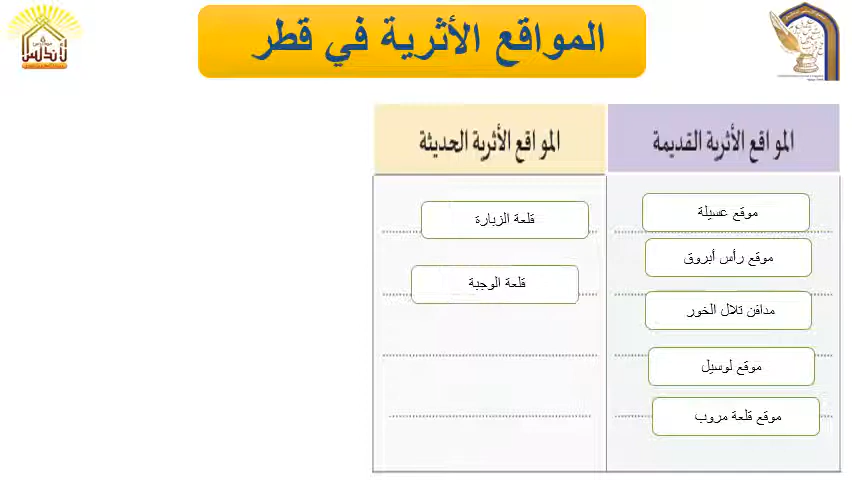 المواقع الأثرية في قطر
المواقع الأثرية القديمة
المواقع الأثرية الحديثة
موقع عسيلة
قلعة الزبارة
موقع رأس أبروق
قلعة الوجبة
مدافن تلال الخور
موقع لوسيل
موقع قلعة مروب